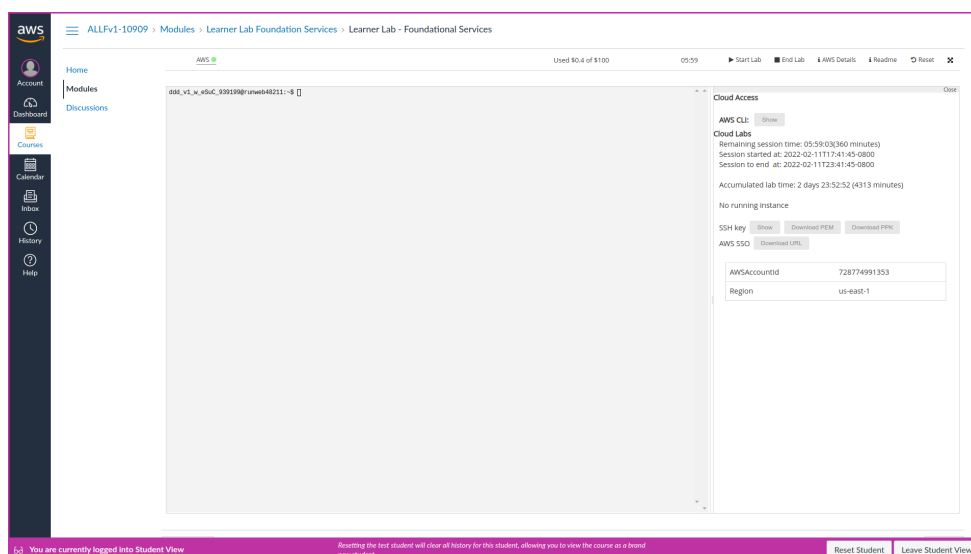 aws
ALLFv1-10909 > Modules > Learner Lab Foundation Services > Learner Lab - Foundational Services
Account
Dashboard
Courses
Calendar
Inbox
History
Help
Home
Modules
Discussions
AWS
Used $0.4 of $100
05:59
Start Lab
End Lab
AWS Details
Readme
Reset
ddd_v1_w_eSuC_939199@runweb48211:~$
Close
Cloud Access
AWS CLI: Show
Cloud Labs
Remaining session time: 05:59:03(360 minutes)
Session started at: 2022-02-11T17:41:45-0800
Session to end at: 2022-02-11T23:41:45-0800
Accumulated lab time: 2 days 23:52:52 (4313 minutes)
No running instance
SSH key Show Download PEM Download PPK
AWS SSO Download URL
AWSAccountId 728774991353
Region us-east-1
You are currently logged into Student View
Resetting the test student will clear all history for this student, allowing you to view the course as a brand
Reset Student
Leave Student View